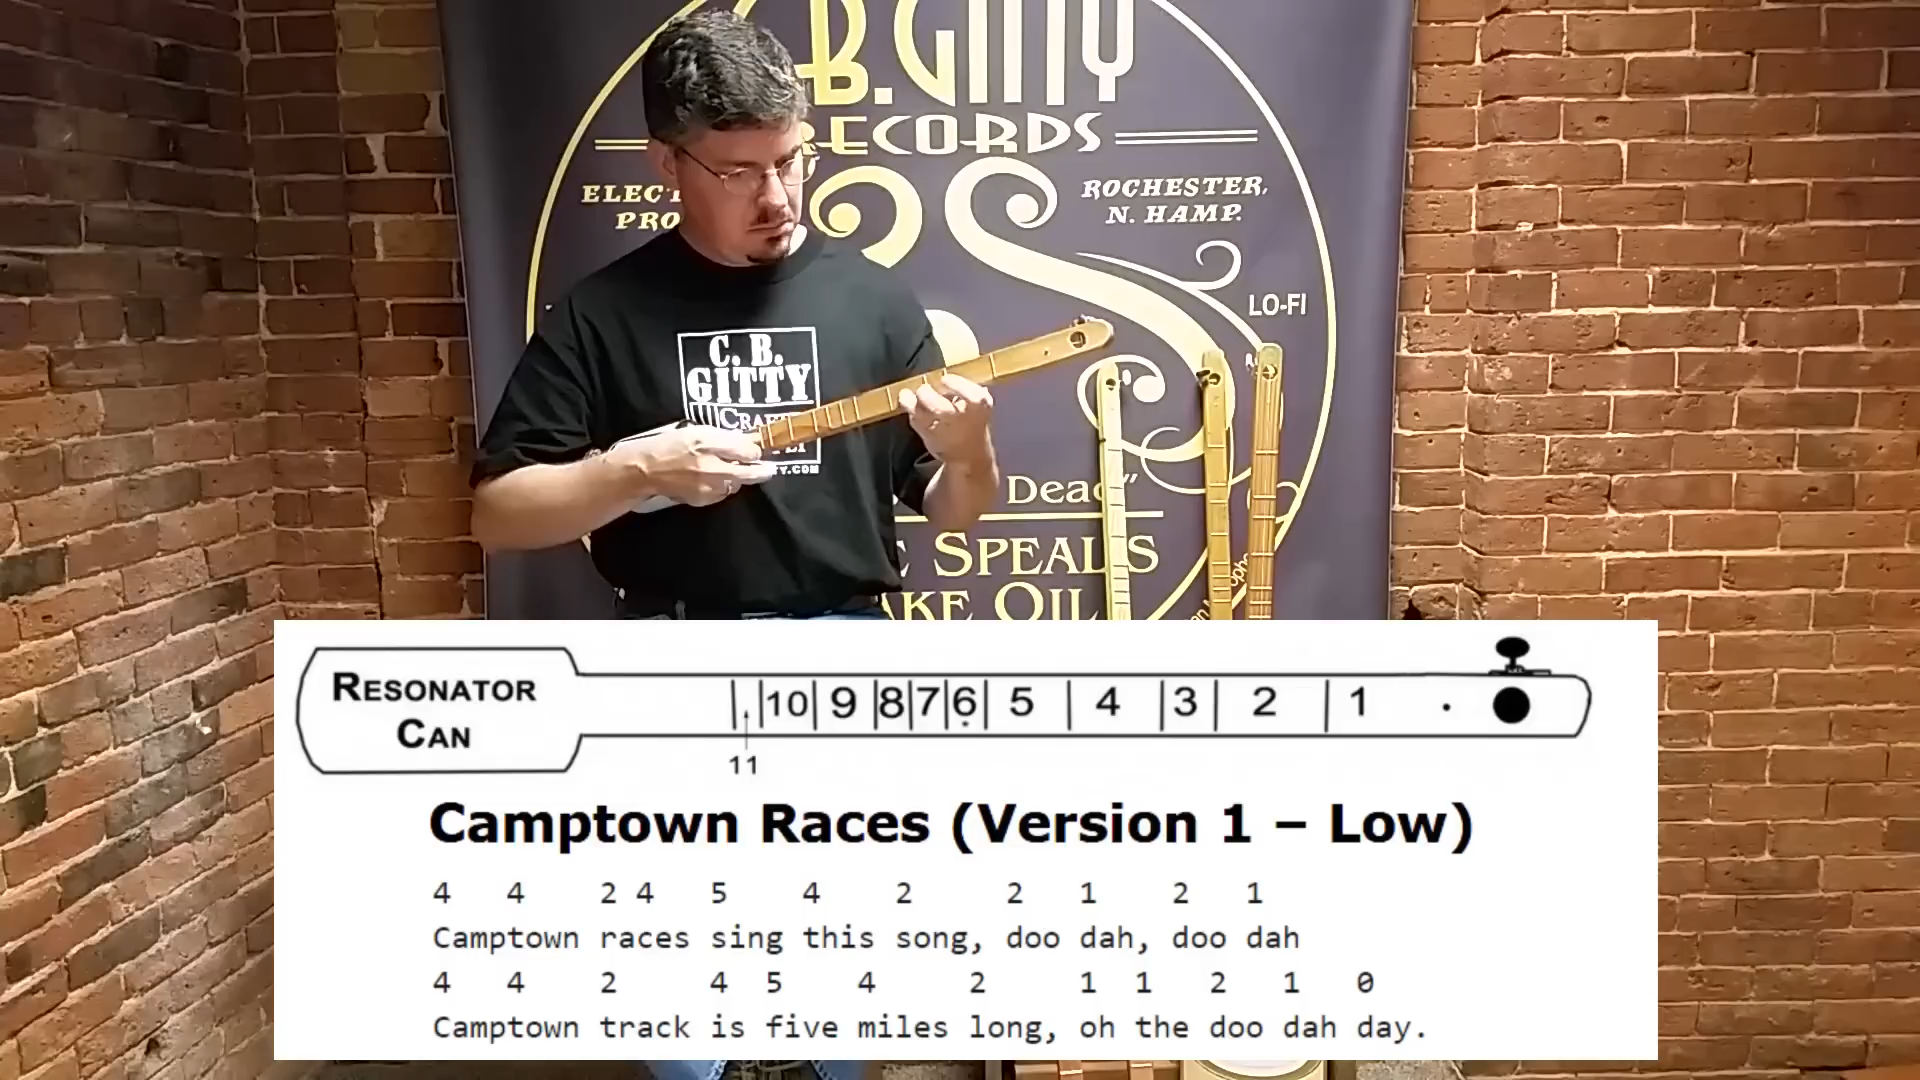 B.GITTY
RECORDS
ROCHESTER,
N. HAMP.
LO-FI
C. B.
GITTY
Dead"
SPEAKS
OIL
RESONATOR
CAN
10 9 8 7 6 5 4 3 2 1
11
Camptown Races (Version 1 – Low)
4 4 2 4 5 4 2 2 1 2 1
Camptown races sing this song, doo dah, doo dah
4 4 2 4 5 4 2 1 1 2 1 0
Camptown track is five miles long, oh the doo dah day.